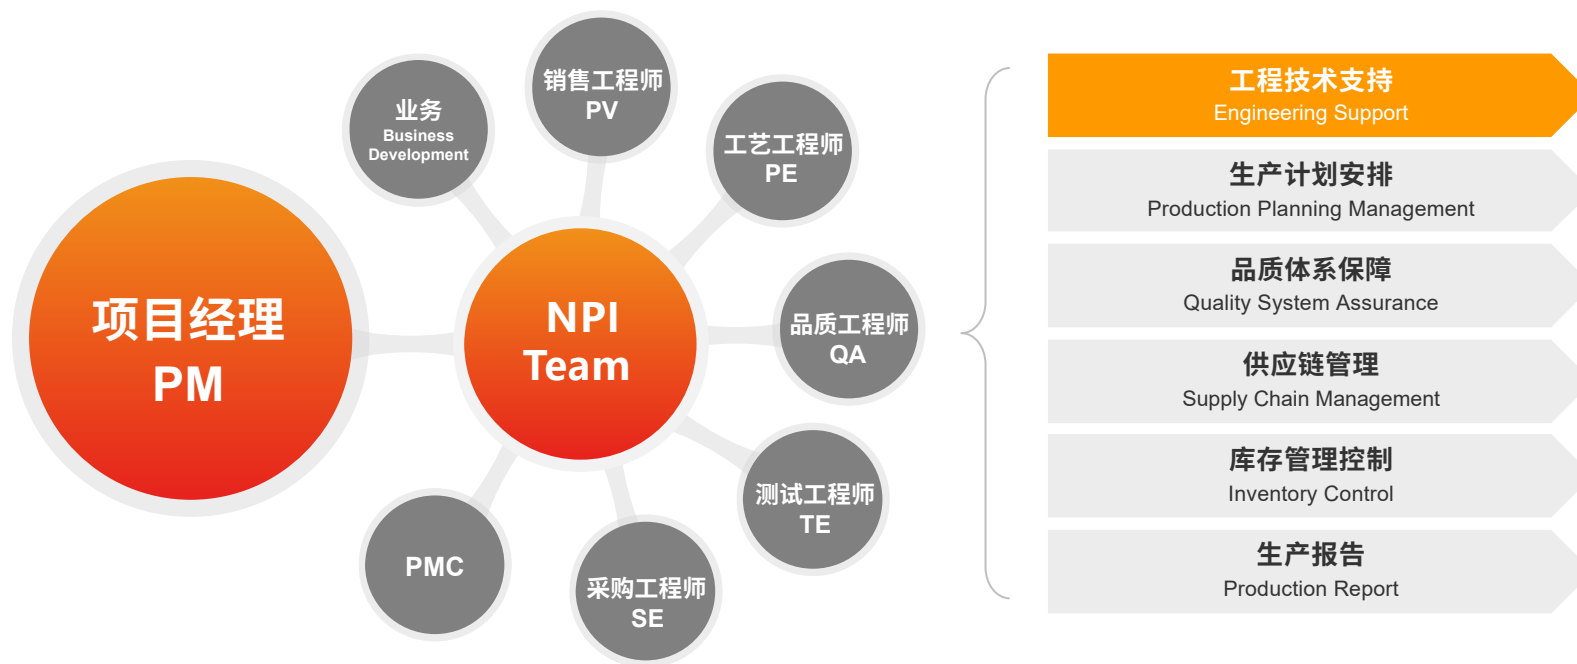 项目经理
PM
NPI
Team
业务
Business
Development
销售工程师
PV
工艺工程师
PE
品质工程师
QA
测试工程师
TE
采购工程师
SE
PMC
工程技术支持
Engineering Support
生产计划安排
Production Planning Management
品质体系保障
Quality System Assurance
供应链管理
Supply Chain Management
库存管理控制
Inventory Control
生产报告
Production Report